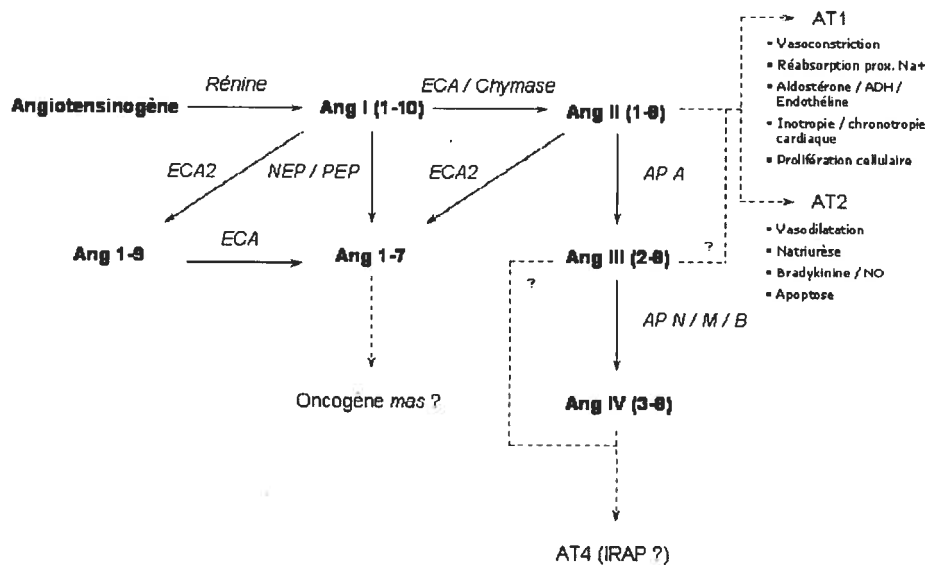 AT1
▪ Vasoconstriction
▪ Réabsorption prox. Na+
▪ Aldostérone / ADH /
Endothéline
▪ Inotropie / chronotropie
cardiaque
▪ Prolifération cellulaire
Rénine
ECA / Chymase
Angiotensinogène
Ang I (1-10)
Ang II (1-8)
ECA2
NEP / PEP
ECA2
AP A
AT2
▪ Vasodilatation
▪ Natriurèse
▪ Bradykinine / NO
▪ Apoptose
Ang 1-9
ECA
Ang 1-7
Ang III (2-8)
?
?
AP N / M / B
Oncogène mas ?
Ang IV (3-8)
AT4 (IRAP ?)